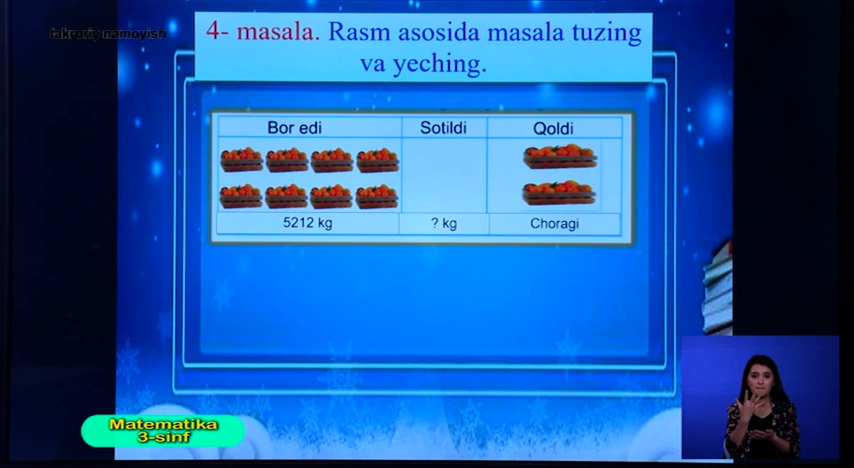 takroriy namoyish
4- masala. Rasm asosida masala tuzing
va yeching.
Bor edi Sotildi Qoldi
5212 kg ? kg Choragi
Matematika
3-sinf